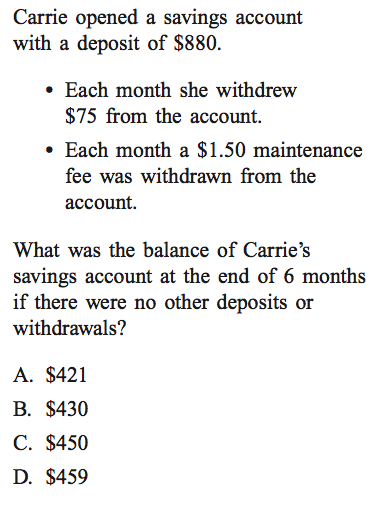 Carrie opened a savings account
with a deposit of $880.
• Each month she withdrew
$75 from the account.
• Each month a $1.50 maintenance
fee was withdrawn from the
account.
What was the balance of Carrie’s
savings account at the end of 6 months
if there were no other deposits or
withdrawals?
A. $421
B. $430
C. $450
D. $459